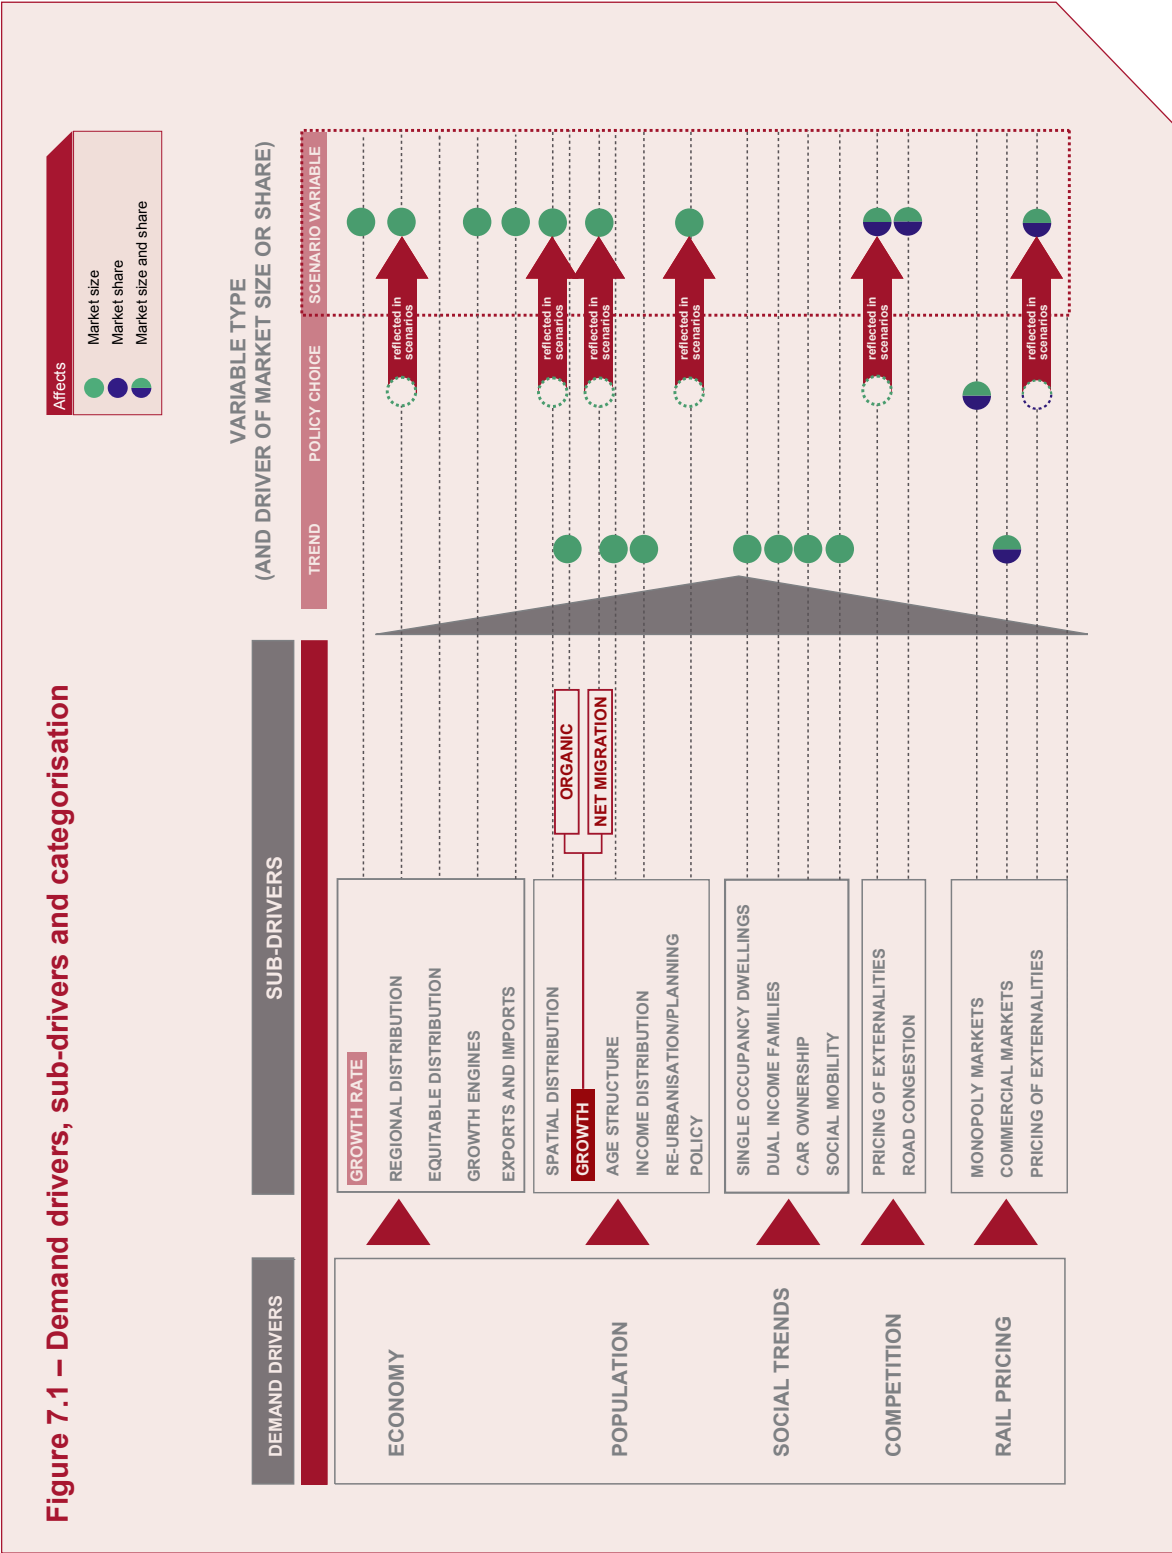 Figure 7.1 – Demand drivers, sub-drivers and categorisation
Affects
Market size
Market share
Market size and share
VARIABLE TYPE
(AND DRIVER OF MARKET SIZE OR SHARE)
DEMAND DRIVERS
SUB-DRIVERS
TREND
POLICY CHOICE
SCENARIO VARIABLE
ECONOMY
GROWTH RATE
REGIONAL DISTRIBUTION
reflected in
scenarios
EQUITABLE DISTRIBUTION
GROWTH ENGINES
EXPORTS AND IMPORTS
POPULATION
SPATIAL DISTRIBUTION
reflected in
scenarios
GROWTH
ORGANIC
NET MIGRATION
reflected in
scenarios
AGE STRUCTURE
INCOME DISTRIBUTION
RE-URBANISATION/PLANNING
POLICY
reflected in
scenarios
SOCIAL TRENDS
SINGLE OCCUPANCY DWELLINGS
DUAL INCOME FAMILIES
CAR OWNERSHIP
SOCIAL MOBILITY
COMPETITION
PRICING OF EXTERNALITIES
reflected in
scenarios
ROAD CONGESTION
RAIL PRICING
MONOPOLY MARKETS
COMMERCIAL MARKETS
PRICING OF EXTERNALITIES
reflected in
scenarios